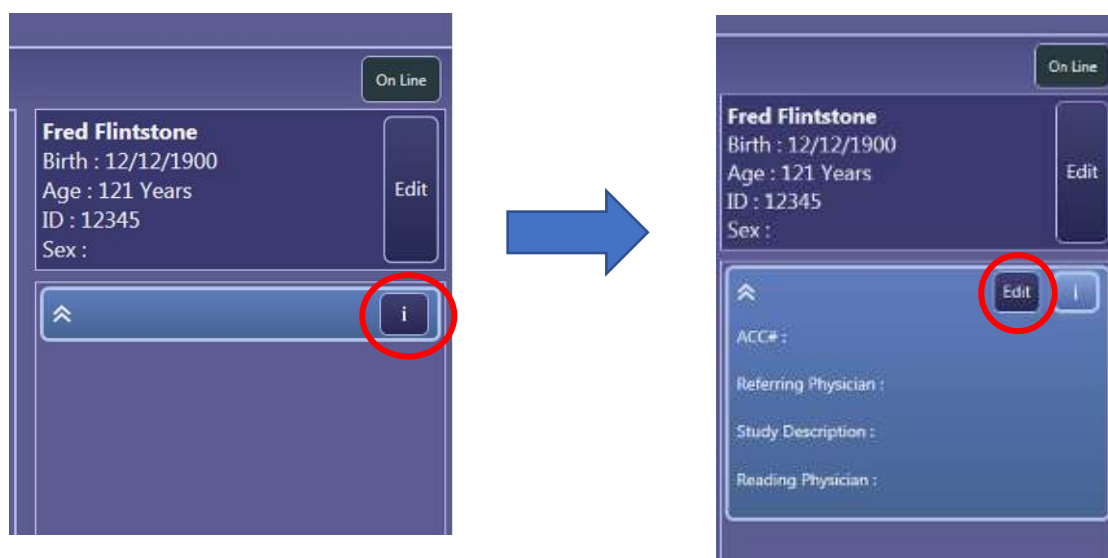 On Line
Fred Flintstone
Birth : 12/12/1900
Age : 121 Years
ID : 12345
Sex :
Edit
i
On Line
Fred Flintstone
Birth : 12/12/1900
Age : 121 Years
ID : 12345
Sex :
Edit
Edit
i
ACC# :
Referring Physician :
Study Description :
Reading Physician :